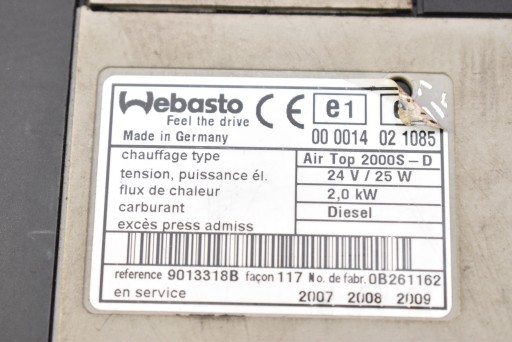 Webasto CE e1 e
Feel the drive
Made in Germany 00 0014 02 1085
chauffage type Air Top 2000S-D
tension, puissance él. 24 V / 25 W
flux de chaleur 2,0 kW
carburant Diesel
excès press admiss
reference 9013318B façon 117 No. de fabr. 0B261162
en service 2007 2008 2009